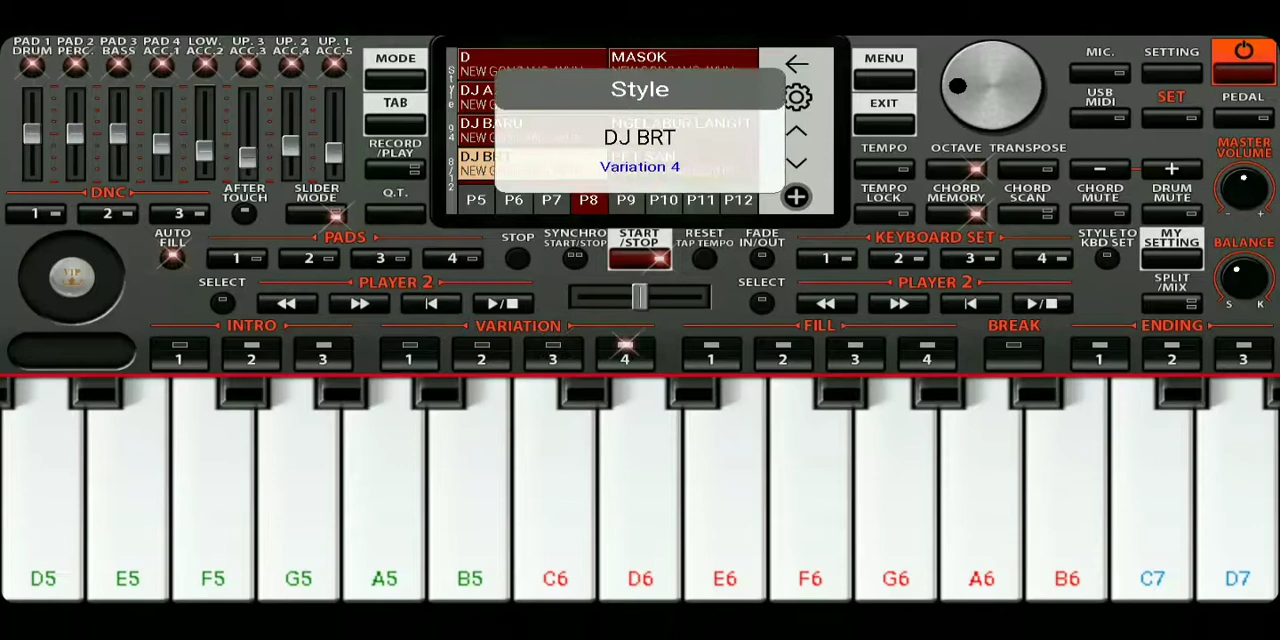 PAD 1 PAD 2 PAD 3 PAD 4 LOW. UP. 3 UP. 2 UP. 1
DRUM PERC. BASS ACC,1 ACC,2 ACC,3 ACC,4 ACC,5
MODE
TAB
RECORD
/PLAY
Q.T.
DNC
1 2 3
AFTER
TOUCH
SLIDER
MODE
D MASOK
Style
DJ BARU
DJ BRT
Variation 4
94
8/12
P5 P6 P7 P8 P9 P10 P11 P12
MENU
EXIT
TEMPO
TEMPO
LOCK
OCTAVE TRANSPOSE
CHORD
MEMORY
CHORD
SCAN
CHORD
MUTE
DRUM
MUTE
− +
MIC. SETTING
USB
MIDI
SET
PEDAL
MASTER
VOLUME
- +
BALANCE
S K
AUTO
FILL
PADS
1 2 3 4
STOP
SYNCHRO
START/STOP
START
/STOP
RESET
TAP TEMPO
FADE
IN/OUT
KEYBOARD SET
1 2 3 4
STYLE TO
KBD SET
MY
SETTING
SPLIT
/MIX
VIP
SELECT PLAYER 2
SELECT PLAYER 2
INTRO
1 2 3
VARIATION
1 2 3 4
FILL
1 2 3 4
BREAK
ENDING
1 2 3
D5 E5 F5 G5 A5 B5 C6 D6 E6 F6 G6 A6 B6 C7 D7